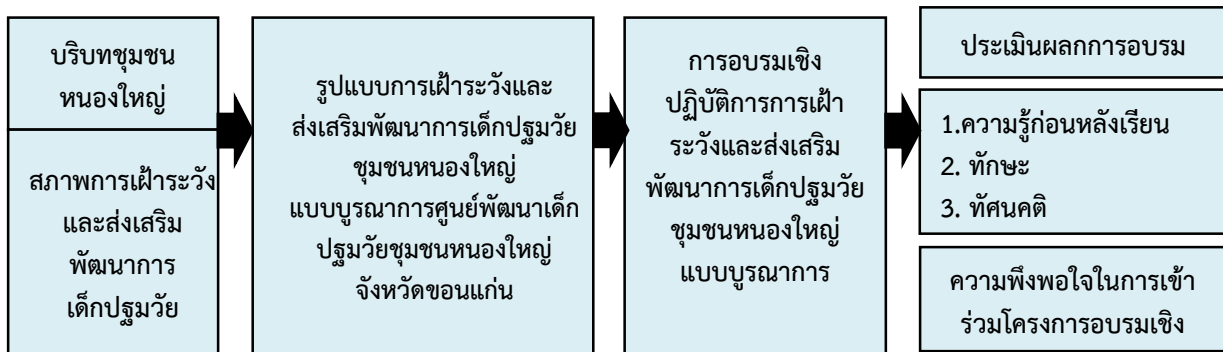 บริบทชุมชน
หนองใหญ่
สภาพการเฝ้าระวัง
และส่งเสริม
พัฒนาการ
เด็กปฐมวัย
รูปแบบการเฝ้าระวังและ
ส่งเสริมพัฒนาการเด็กปฐมวัย
ชุมชนหนองใหญ่
แบบบูรณาการศูนย์พัฒนาเด็ก
ปฐมวัยชุมชนหนองใหญ่
จังหวัดขอนแก่น
การอบรมเชิง
ปฏิบัติการการเฝ้า
ระวังและส่งเสริม
พัฒนาการเด็กปฐมวัย
ชุมชนหนองใหญ่
แบบบูรณาการ
ประเมินผลกการอบรม
1.ความรู้ก่อนหลังเรียน
2. ทักษะ
3. ทัศนคติ
ความพึงพอใจในการเข้า
ร่วมโครงการอบรมเชิง